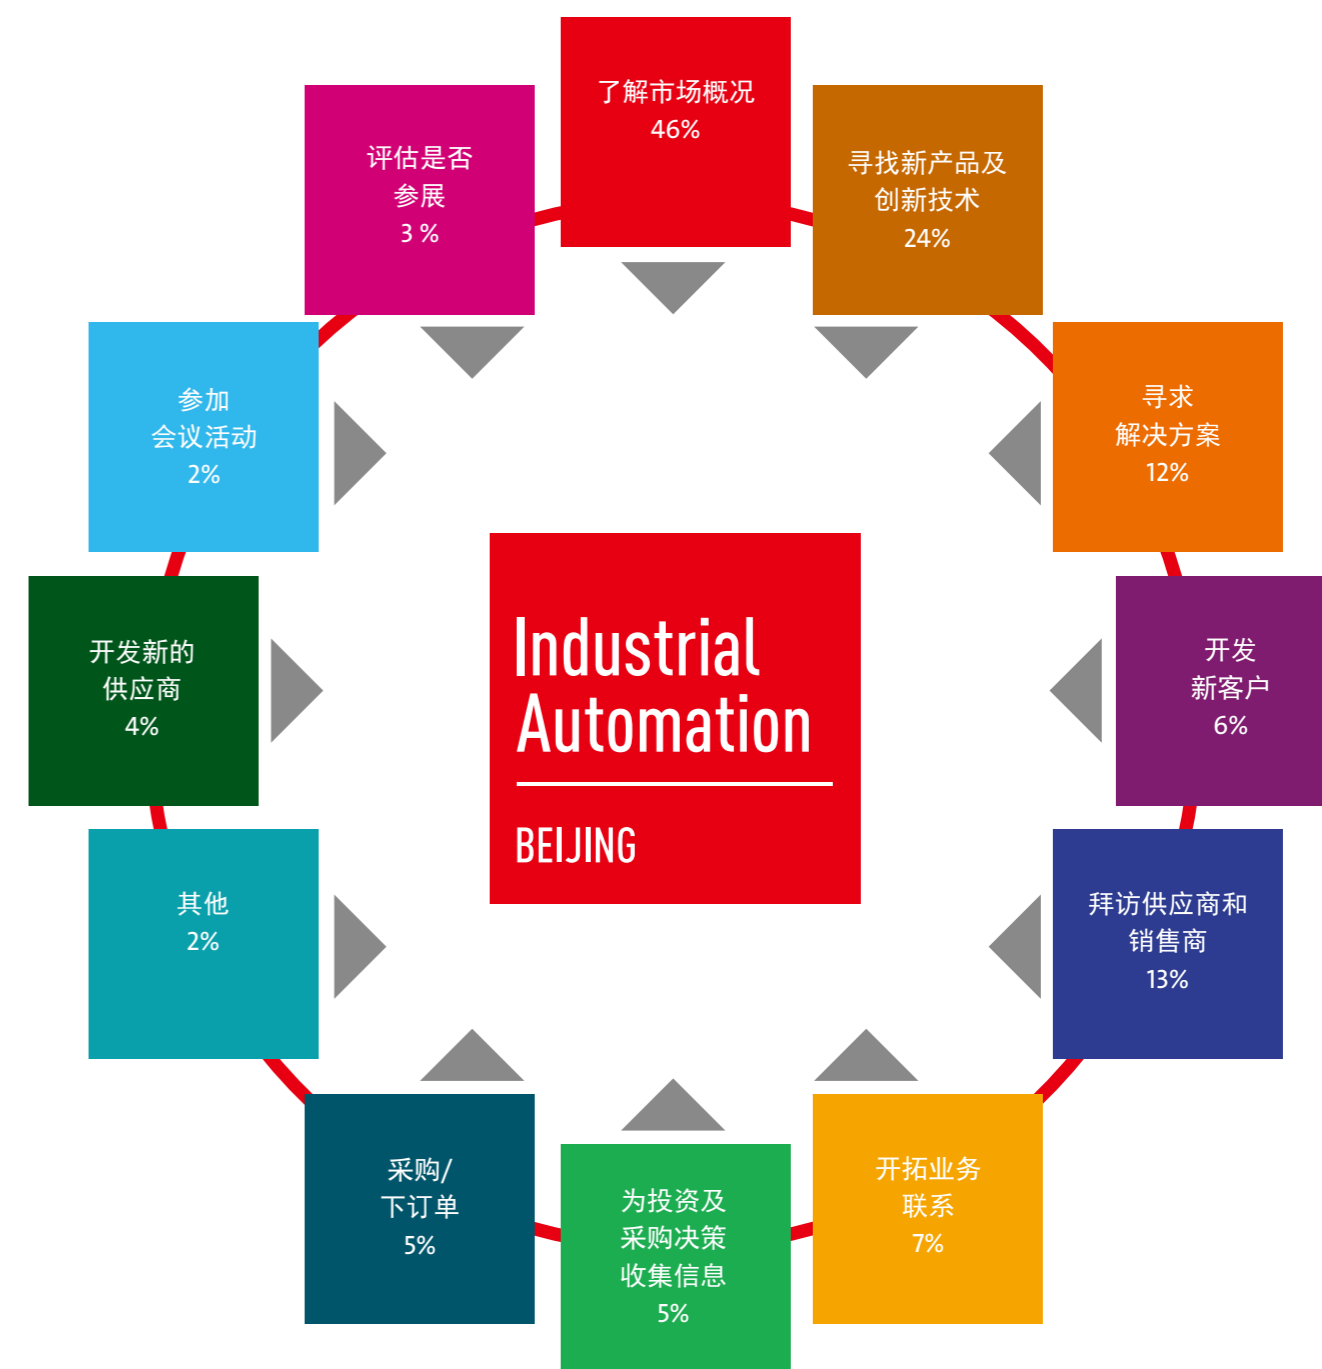 了解市场概况
46%
寻找新产品及
创新技术
24%
寻求
解决方案
12%
开发
新客户
6%
拜访供应商和
销售商
13%
开拓业务
联系
7%
为投资及
采购决策
收集信息
5%
采购/
下订单
5%
其他
2%
开发新的
供应商
4%
参加
会议活动
2%
评估是否
参展
3 %
Industrial
Automation
BEIJING